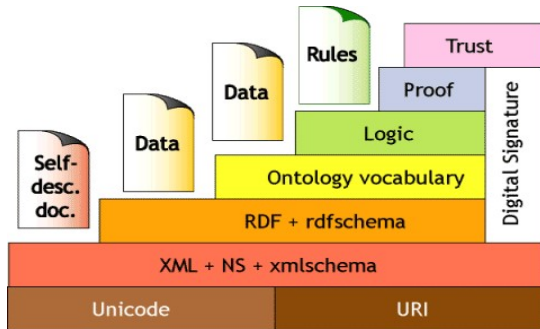 Trust
Rules
Proof
Data
Logic
Digital Signature
Data
Ontology vocabulary
Self-
desc.
doc.
RDF + rdfschema
XML + NS + xmlschema
Unicode
URI